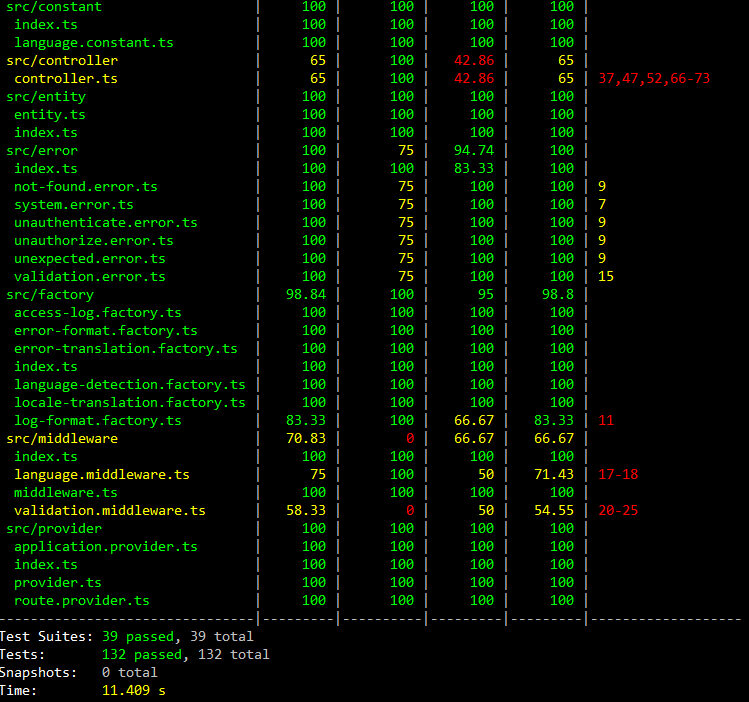 src/constant | 100 | 100 | 100 | 100 |
index.ts | 100 | 100 | 100 | 100 |
language.constant.ts | 100 | 100 | 100 | 100 |
src/controller | 65 | 100 | 42.86 | 65 |
controller.ts | 65 | 100 | 42.86 | 65 | 37,47,52,66-73
src/entity | 100 | 100 | 100 | 100 |
entity.ts | 100 | 100 | 100 | 100 |
index.ts | 100 | 100 | 100 | 100 |
src/error | 100 | 75 | 94.74 | 100 |
index.ts | 100 | 100 | 83.33 | 100 |
not-found.error.ts | 100 | 75 | 100 | 100 | 9
system.error.ts | 100 | 75 | 100 | 100 | 7
unauthenticate.error.ts | 100 | 75 | 100 | 100 | 9
unauthorize.error.ts | 100 | 75 | 100 | 100 | 9
unexpected.error.ts | 100 | 75 | 100 | 100 | 9
validation.error.ts | 100 | 75 | 100 | 100 | 15
src/factory | 98.84 | 100 | 95 | 98.8 |
access-log.factory.ts | 100 | 100 | 100 | 100 |
error-format.factory.ts | 100 | 100 | 100 | 100 |
error-translation.factory.ts | 100 | 100 | 100 | 100 |
index.ts | 100 | 100 | 100 | 100 |
language-detection.factory.ts | 100 | 100 | 100 | 100 |
locale-translation.factory.ts | 100 | 100 | 100 | 100 |
log-format.factory.ts | 83.33 | 100 | 66.67 | 83.33 | 11
src/middleware | 70.83 | 0 | 66.67 | 66.67 |
index.ts | 100 | 100 | 100 | 100 |
language.middleware.ts | 75 | 100 | 50 | 71.43 | 17-18
middleware.ts | 100 | 100 | 100 | 100 |
validation.middleware.ts | 58.33 | 0 | 50 | 54.55 | 20-25
src/provider | 100 | 100 | 100 | 100 |
application.provider.ts | 100 | 100 | 100 | 100 |
index.ts | 100 | 100 | 100 | 100 |
provider.ts | 100 | 100 | 100 | 100 |
route.provider.ts | 100 | 100 | 100 | 100 |
--------------------------------|---------|----------|---------|---------|-------------------
Test Suites: 39 passed, 39 total
Tests: 132 passed, 132 total
Snapshots: 0 total
Time: 11.409 s